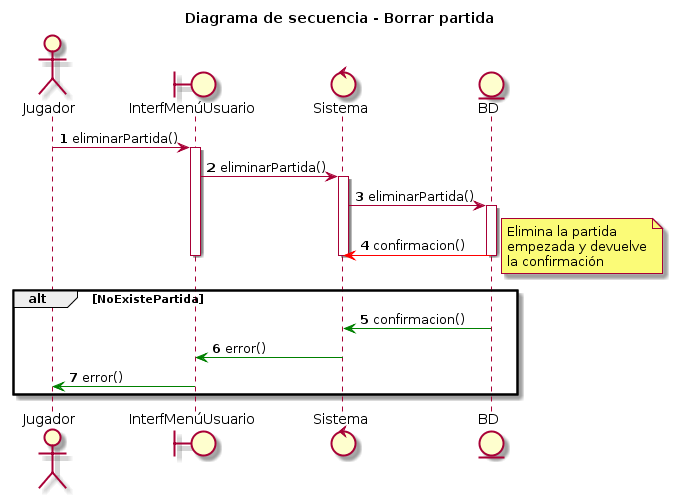 Diagrama de secuencia - Borrar partida
Jugador
InterfMenúUsuario
Sistema
BD
1 eliminarPartida()
2 eliminarPartida()
3 eliminarPartida()
Elimina la partida
empezada y devuelve
la confirmación
4 confirmacion()
alt [NoExistePartida]
5 confirmacion()
6 error()
7 error()
Jugador
InterfMenúUsuario
Sistema
BD